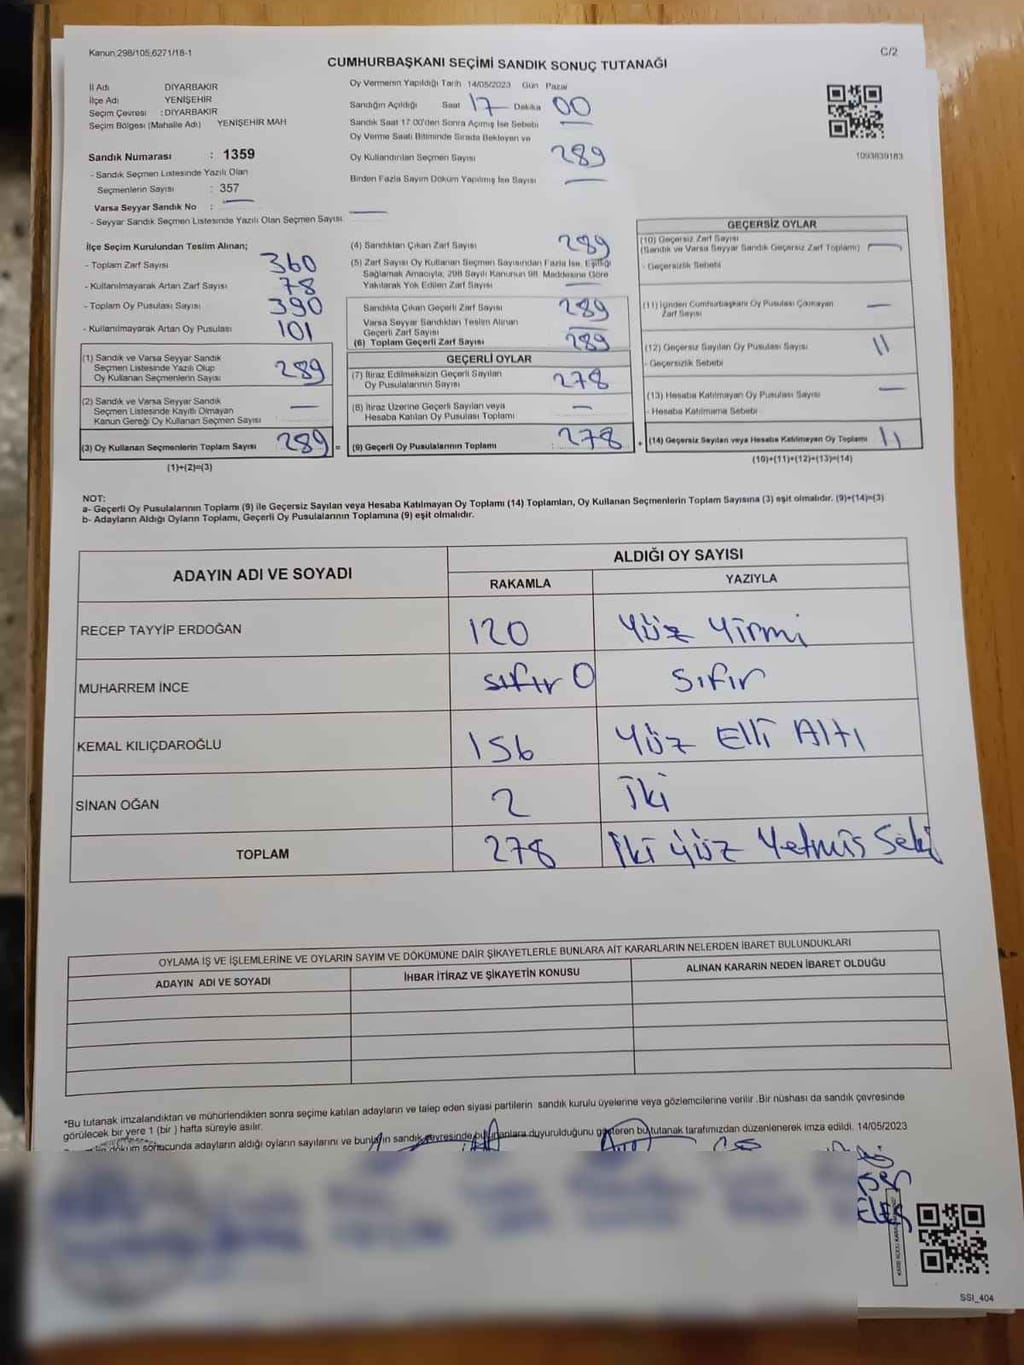 Kanun,298/105,6271/18-1
C/2
CUMHURBAŞKANI SEÇİMİ SANDIK SONUÇ TUTANAĞI
İl Adı DİYARBAKIR
İlçe Adı YENİŞEHİR
Seçim Çevresi : DİYARBAKIR
Seçim Bölgesi (Mahalle Adı) YENİŞEHİR MAH
Sandık Numarası : 1359
- Sandık Seçmen Listesinde Yazılı Olan
Seçmenlerin Sayısı : 357
Varsa Seyyar Sandık No : —
- Seyyar Sandık Seçmen Listesinde Yazılı Olan Seçmen Sayısı —
Oy Vermenin Yapıldığı Tarih 14/05/2023 Gün Pazar
Sandığın Açıldığı Saat 17 Dakika 00
Sandık Saat 17 00'den Sonra Açılmış İse Sebebi —
Oy Verme Saati Bitiminde Sırada Bekleyen ve
Oy Kullandırılan Seçmen Sayısı 289
Birden Fazla Sayım Döküm Yapılmış İse Sayısı —
1093839183
İlçe Seçim Kurulundan Teslim Alınan;
- Toplam Zarf Sayısı 360
- Kullanılmayarak Artan Zarf Sayısı 78
- Toplam Oy Pusulası Sayısı 390
- Kullanılmayarak Artan Oy Pusulası 101
(1) Sandık ve Varsa Seyyar Sandık
Seçmen Listesinde Yazılı Olup
Oy Kullanan Seçmenlerin Sayısı 289
(2) Sandık ve Varsa Seyyar Sandık
Seçmen Listesinde Kayıtlı Olmayan
Kanun Gereği Oy Kullanan Seçmen Sayısı —
(3) Oy Kullanan Seçmenlerin Toplam Sayısı 289 =
(1)+(2)=(3)
(4) Sandıktan Çıkan Zarf Sayısı 289
(5) Zarf Sayısı Oy Kullanan Seçmen Sayısından Fazla İse, Eşitliği
Sağlamak Amacıyla, 298 Sayılı Kanunun 98. Maddesine Göre
Yakılarak Yok Edilen Zarf Sayısı —
Sandıkta Çıkan Geçerli Zarf Sayısı 289
Varsa Seyyar Sandıktan Teslim Alınan
Geçerli Zarf Sayısı —
(6) Toplam Geçerli Zarf Sayısı 289
GEÇERLİ OYLAR
(7) İtiraz Edilmeksizin Geçerli Sayılan
Oy Pusulalarının Sayısı 278
(8) İtiraz Üzerine Geçerli Sayılan veya
Hesaba Katılan Oy Pusulası Toplamı —
(9) Geçerli Oy Pusulalarının Toplamı 278 +
GEÇERSİZ OYLAR
(10) Geçersiz Zarf Sayısı
(Sandık ve Varsa Seyyar Sandık Geçersiz Zarf Toplamı) —
- Geçersizlik Sebebi
(11) İçinden Cumhurbaşkanı Oy Pusulası Çıkmayan
Zarf Sayısı —
(12) Geçersiz Sayılan Oy Pusulası Sayısı 11
- Geçersizlik Sebebi
(13) Hesaba Katılmayan Oy Pusulası Sayısı —
- Hesaba Katılmama Sebebi
(14) Geçersiz Sayılan veya Hesaba Katılmayan Oy Toplamı 11
(10)+(11)+(12)+(13)=(14)
NOT:
a- Geçerli Oy Pusulalarının Toplamı (9) ile Geçersiz Sayılan veya Hesaba Katılmayan Oy Toplamı (14) Toplamları, Oy Kullanan Seçmenlerin Toplam Sayısına (3) eşit olmalıdır. (9)+(14)=(3)
b- Adayların Aldığı Oyların Toplamı, Geçerli Oy Pusulalarının Toplamına (9) eşit olmalıdır.
ADAYIN ADI VE SOYADI ALDIĞI OY SAYISI
RAKAMLA YAZIYLA
RECEP TAYYİP ERDOĞAN 120 Yüz Yirmi
MUHARREM İNCE sıfır 0 Sıfır
KEMAL KILIÇDAROĞLU 156 Yüz Elli Altı
SİNAN OĞAN 2 İki
TOPLAM 278 İki Yüz Yetmiş Seki
OYLAMA İŞ VE İŞLEMLERİNE VE OYLARIN SAYIM VE DÖKÜMÜNE DAİR ŞİKAYETLERLE BUNLARA AİT KARARLARIN NELERDEN İBARET BULUNDUKLARI
ADAYIN ADI VE SOYADI İHBAR İTİRAZ VE ŞİKAYETİN KONUSU ALINAN KARARIN NEDEN İBARET OLDUĞU
*Bu tutanak imzalandıktan ve mühürlendikten sonra seçime katılan adayların ve talep eden siyasi partilerin sandık kurulu üyelerine veya gözlemcilerine verilir .Bir nüshası da sandık çevresinde
görülecek bir yere 1 (bir ) hafta süreyle asılır.
döküm sonucunda adayların aldığı oyların sayılarını ve bunların sandık çevresinde bulunanlara duyurulduğunu gösteren bu tutanak tarafımızdan düzenlenerek imza edildi. 14/05/2023
SSI_404